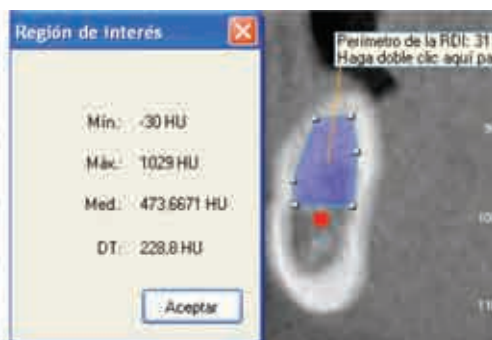 Región de Interés
Mín.: -30 HU
Máx.: 1029 HU
Med.: 473.6671 HU
DT: 228,8 HU
Aceptar
Perímetro de la RDI: 31
Haga doble clic aquí pa